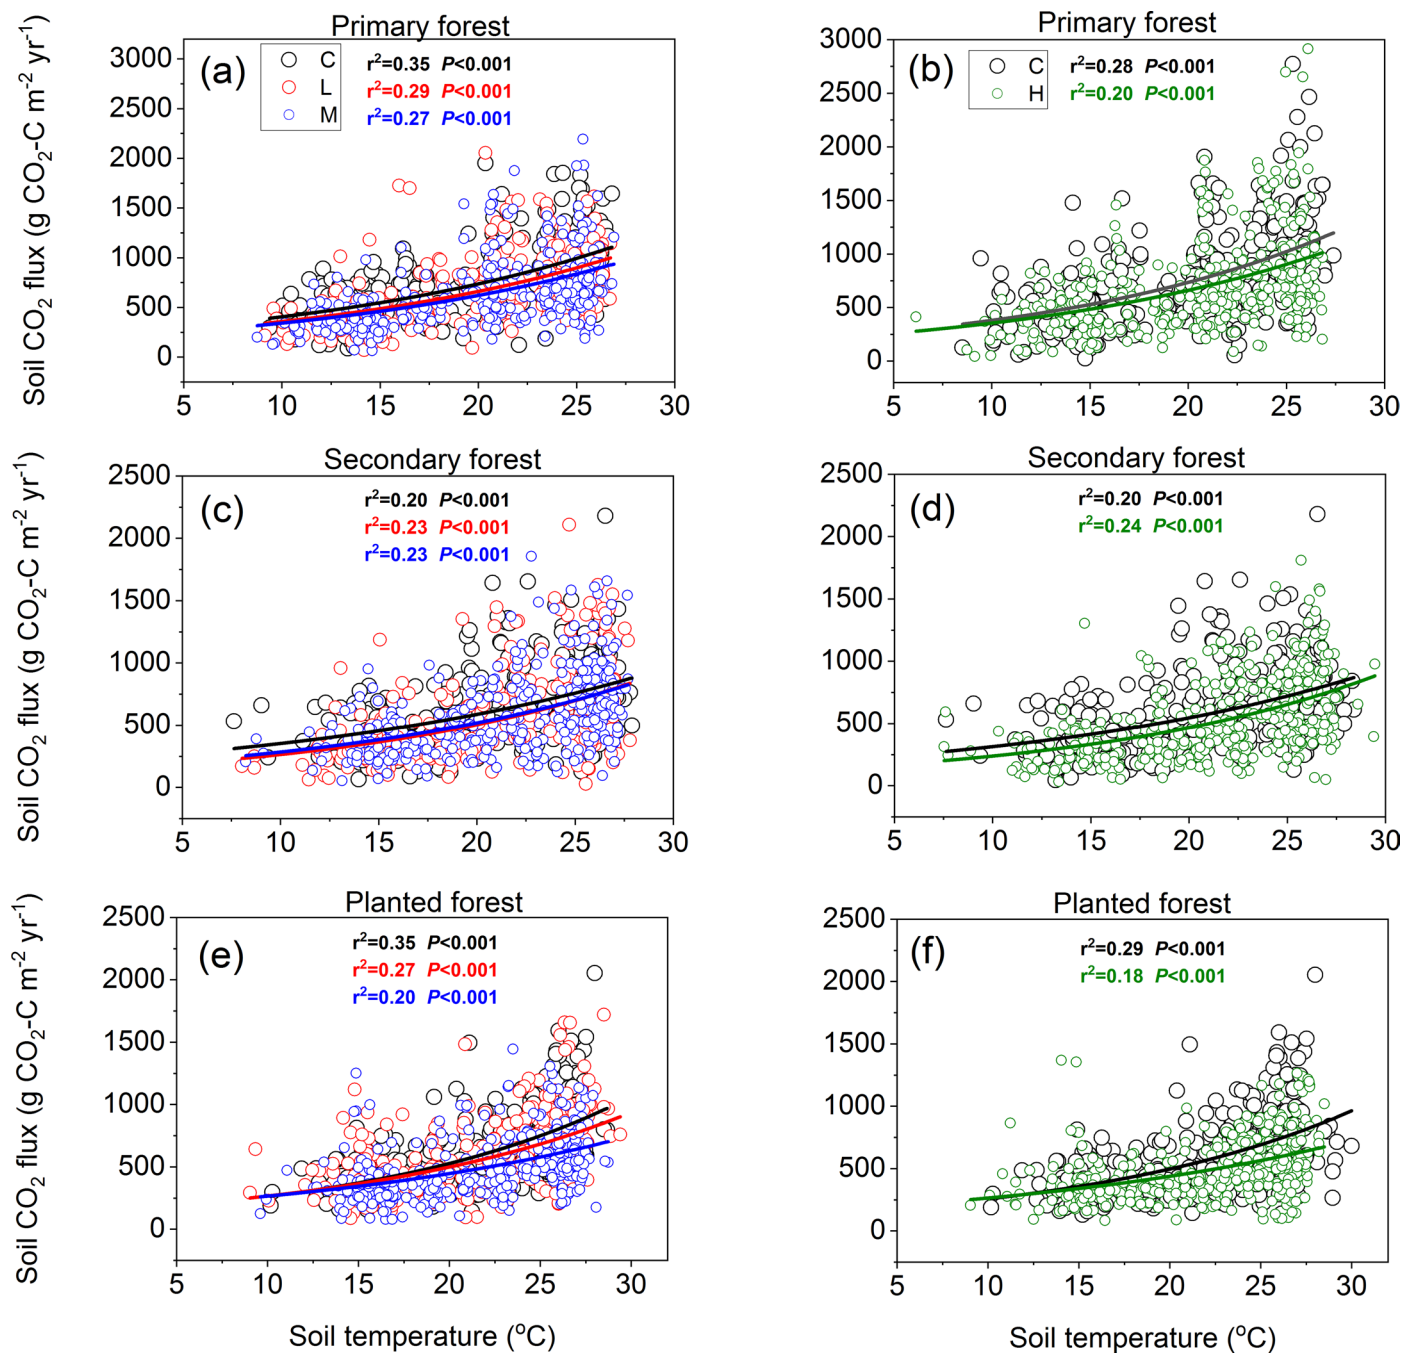 Primary forest
Soil CO₂ flux (g CO₂-C m⁻² yr⁻¹)
3000
2500
2000
1500
1000
500
0
(a)
C
L
M
r²=0.35 P<0.001
r²=0.29 P<0.001
r²=0.27 P<0.001
5 10 15 20 25 30
Primary forest
3000
2500
2000
1500
1000
500
0
(b)
C
H
r²=0.28 P<0.001
r²=0.20 P<0.001
5 10 15 20 25 30
Secondary forest
Soil CO₂ flux (g CO₂-C m⁻² yr⁻¹)
2500
2000
1500
1000
500
0
(c)
r²=0.20 P<0.001
r²=0.23 P<0.001
r²=0.23 P<0.001
5 10 15 20 25 30
Secondary forest
2500
2000
1500
1000
500
0
(d)
r²=0.20 P<0.001
r²=0.24 P<0.001
5 10 15 20 25 30
Planted forest
Soil CO₂ flux (g CO₂-C m⁻² yr⁻¹)
2500
2000
1500
1000
500
0
(e)
r²=0.35 P<0.001
r²=0.27 P<0.001
r²=0.20 P<0.001
5 10 15 20 25 30
Soil temperature (°C)
Planted forest
2500
2000
1500
1000
500
0
(f)
r²=0.29 P<0.001
r²=0.18 P<0.001
5 10 15 20 25 30
Soil temperature (°C)